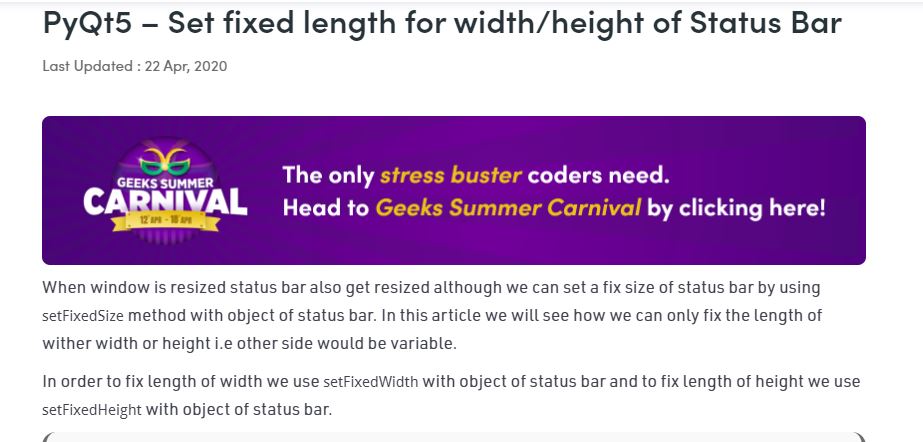 PyQt5 – Set fixed length for width/height of Status Bar
Last Updated : 22 Apr, 2020
GEEKS SUMMER
CARNIVAL
12 APR - 18 APR
The only stress buster coders need.
Head to Geeks Summer Carnival by clicking here!
When window is resized status bar also get resized although we can set a fix size of status bar by using
setFixedSize method with object of status bar. In this article we will see how we can only fix the length of
wither width or height i.e other side would be variable.
In order to fix length of width we use setFixedWidth with object of status bar and to fix length of height we use
setFixedHeight with object of status bar.